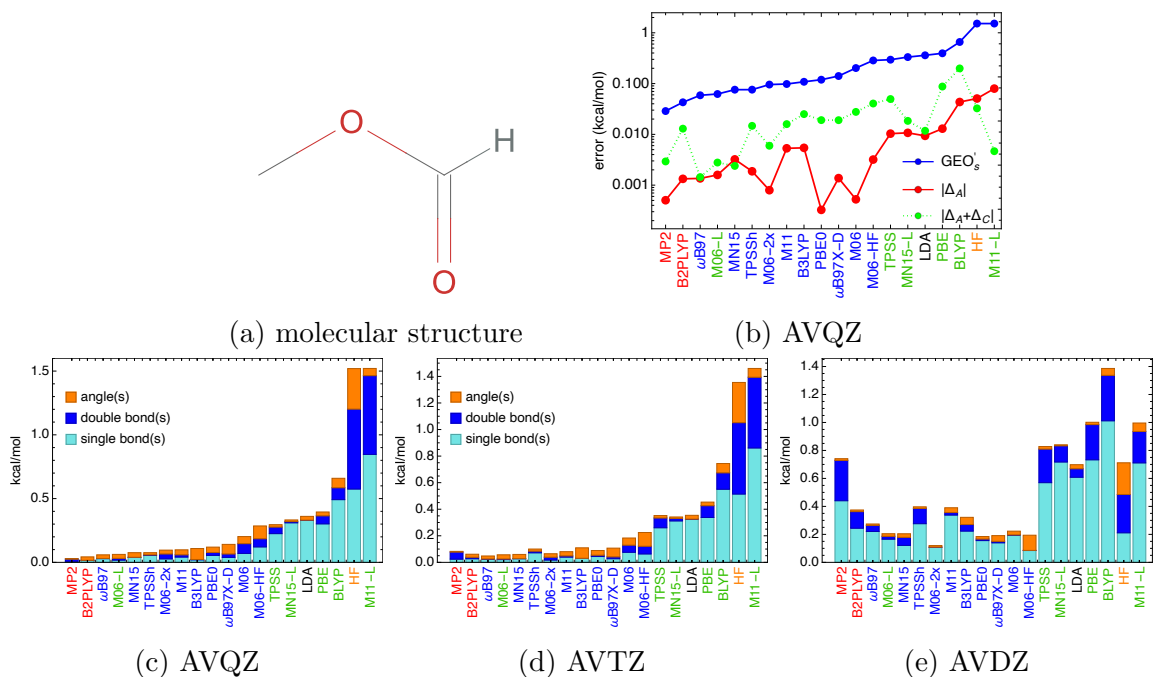 O
H
O
(a) molecular structure
error (kcal/mol)
1
0.100
0.010
0.001
GEO's
|Δ_A|
|Δ_A+Δ_C|
MP2
B2PLYP
ωB97
M06-L
MN15
TPSSh
M06-2x
M11
B3LYP
PBE0
ωB97X-D
M06
M06-HF
TPSS
MN15-L
LDA
PBE
BLYP
HF
M11-L
(b) AVQZ
kcal/mol
1.5
1.0
0.5
0.0
angle(s)
double bond(s)
single bond(s)
MP2
B2PLYP
ωB97
M06-L
MN15
TPSSh
M06-2x
M11
B3LYP
PBE0
ωB97X-D
M06
M06-HF
TPSS
MN15-L
LDA
PBE
BLYP
HF
M11-L
(c) AVQZ
kcal/mol
1.4
1.2
1.0
0.8
0.6
0.4
0.2
0.0
angle(s)
double bond(s)
single bond(s)
MP2
B2PLYP
ωB97
M06-L
MN15
TPSSh
M06-2x
M11
B3LYP
PBE0
ωB97X-D
M06
M06-HF
TPSS
MN15-L
PBE
LDA
BLYP
HF
M11-L
(d) AVTZ
kcal/mol
1.4
1.2
1.0
0.8
0.6
0.4
0.2
0.0
MP2
B2PLYP
ωB97
M06-L
MN15
TPSSh
M06-2x
M11
B3LYP
PBE0
ωB97X-D
M06
M06-HF
TPSS
MN15-L
LDA
PBE
BLYP
HF
M11-L
(e) AVDZ